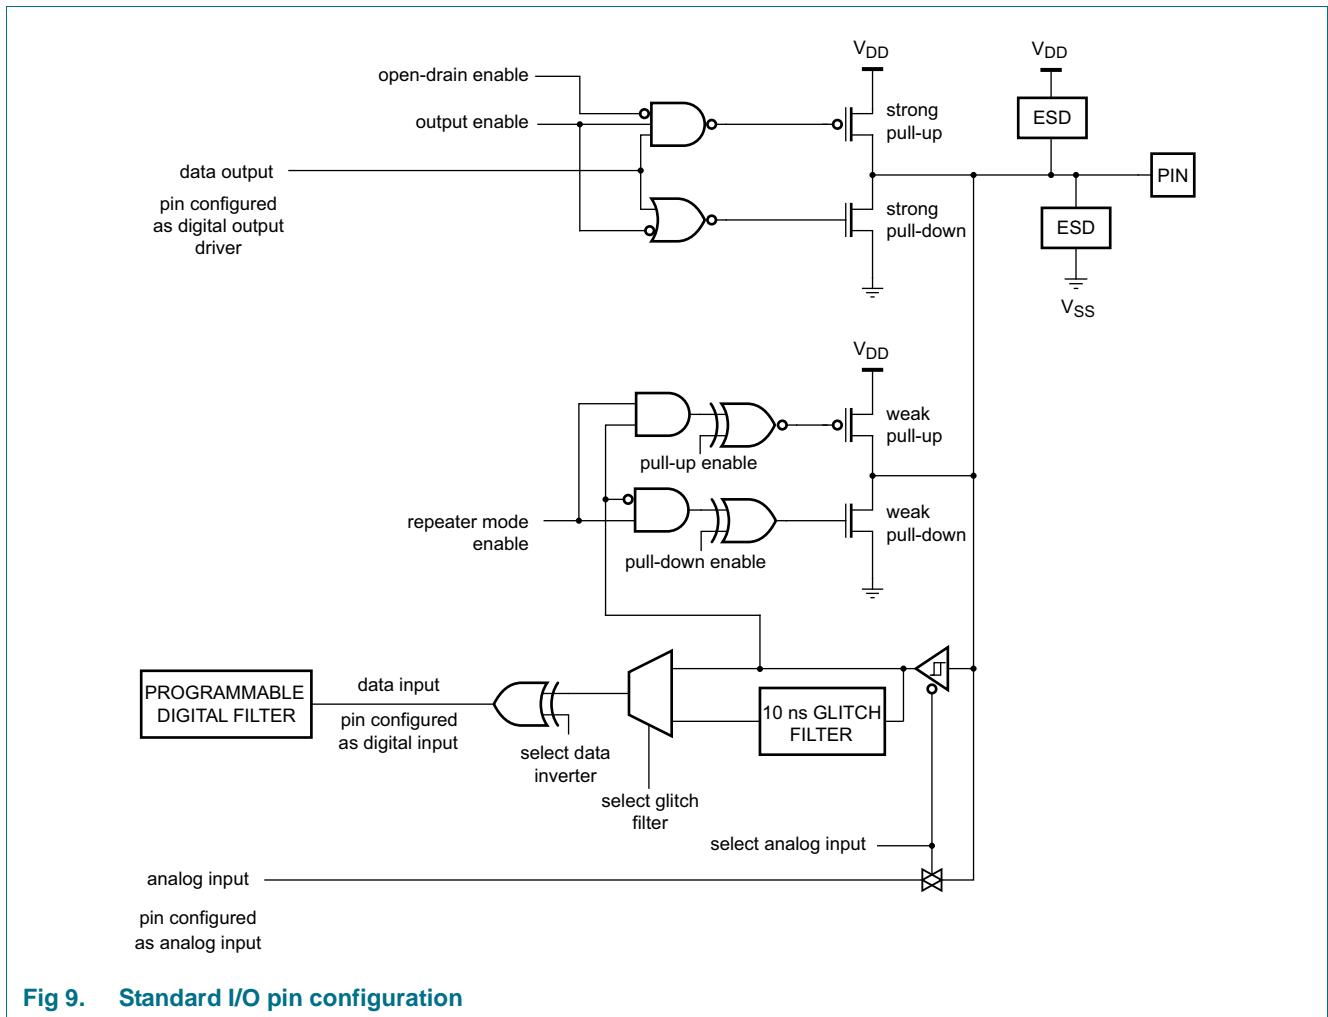 VDD
VDD
open-drain enable
strong
pull-up
ESD
output enable
data output
PIN
pin configured
as digital output
driver
strong
pull-down
ESD
VSS
VDD
weak
pull-up
pull-up enable
repeater mode
enable
weak
pull-down
pull-down enable
PROGRAMMABLE
DIGITAL FILTER
data input
pin configured
as digital input
10 ns GLITCH
FILTER
select data
inverter
select glitch
filter
select analog input
analog input
pin configured
as analog input
Fig 9. Standard I/O pin configuration